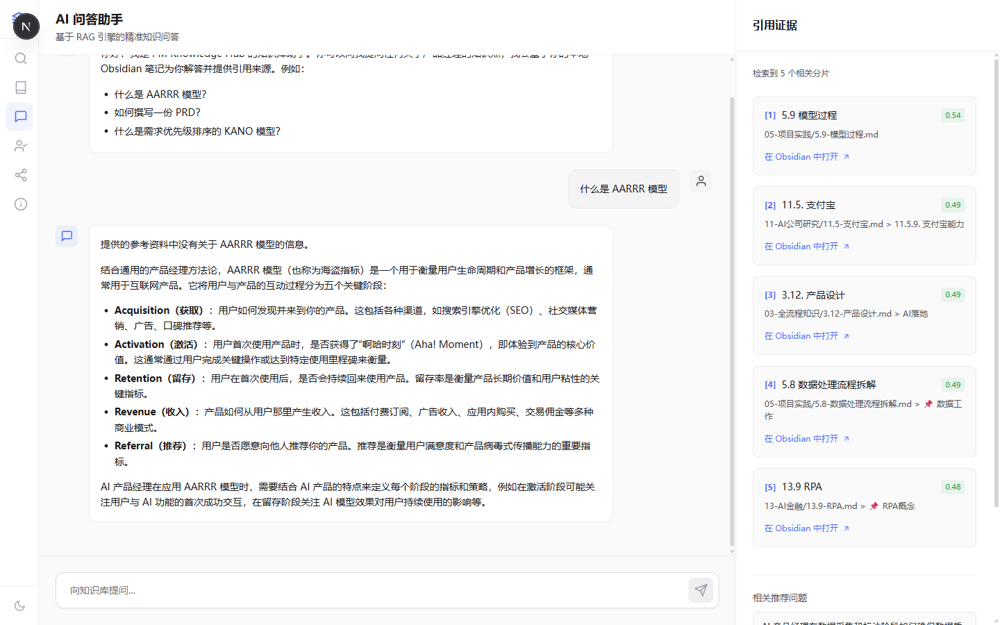 N
AI 问答助手
基于 RAG 引擎的精准知识问答
Obsidian 笔记为你解答并提供引用来源。例如：
• 什么是 AARRR 模型?
• 如何撰写一份 PRD?
• 什么是需求优先级排序的 KANO 模型?
什么是 AARRR 模型
提供的参考资料中没有关于 AARRR 模型的信息。
结合通用的产品经理方法论，AARRR 模型（也称为海盗指标）是一个用于衡量用户生命周期和产品增长的框架，通
常用于互联网产品。它将用户与产品的互动过程分为五个关键阶段：
• Acquisition（获取）：用户如何发现并来到你的产品。这包括各种渠道，如搜索引擎优化（SEO）、社交媒体营
销、广告、口碑推荐等。
• Activation（激活）：用户首次使用产品时，是否获得了“啊哈时刻”（Aha! Moment），即体验到产品的核心价
值。这通常通过用户完成关键操作或达到特定使用里程碑来衡量。
• Retention（留存）：用户在首次使用后，是否会持续回来使用产品。留存率是衡量产品长期价值和用户粘性的关
键指标。
• Revenue（收入）：产品如何从用户那里产生收入。这包括付费订阅、广告收入、应用内购买、交易佣金等多种
商业模式。
• Referral（推荐）：用户是否愿意向他人推荐你的产品。推荐是衡量用户满意度和产品病毒式传播能力的重要指
标。
AI 产品经理在应用 AARRR 模型时，需要结合 AI 产品的特点来定义每个阶段的指标和策略，例如在激活阶段可能关
注用户与 AI 功能的首次成功交互，在留存阶段关注 AI 模型效果对用户持续使用的影响等。
向知识库提问...
引用证据
检索到 5 个相关分片
[1] 5.9 模型过程 0.54
05-项目实践/5.9-模型过程.md
在 Obsidian 中打开 ↗
[2] 11.5. 支付宝 0.49
11-AI公司研究/11.5-支付宝.md > 11.5.9. 支付宝能力
在 Obsidian 中打开 ↗
[3] 3.12. 产品设计 0.49
03-全流程知识/3.12-产品设计.md > AI落地
在 Obsidian 中打开 ↗
[4] 5.8 数据处理流程拆解 0.49
05-项目实践/5.8-数据处理流程拆解.md > 📌 数据工
作
在 Obsidian 中打开 ↗
[5] 13.9 RPA 0.48
13-AI金融/13.9-RPA.md > 📌 RPA概念
在 Obsidian 中打开 ↗
相关推荐问题